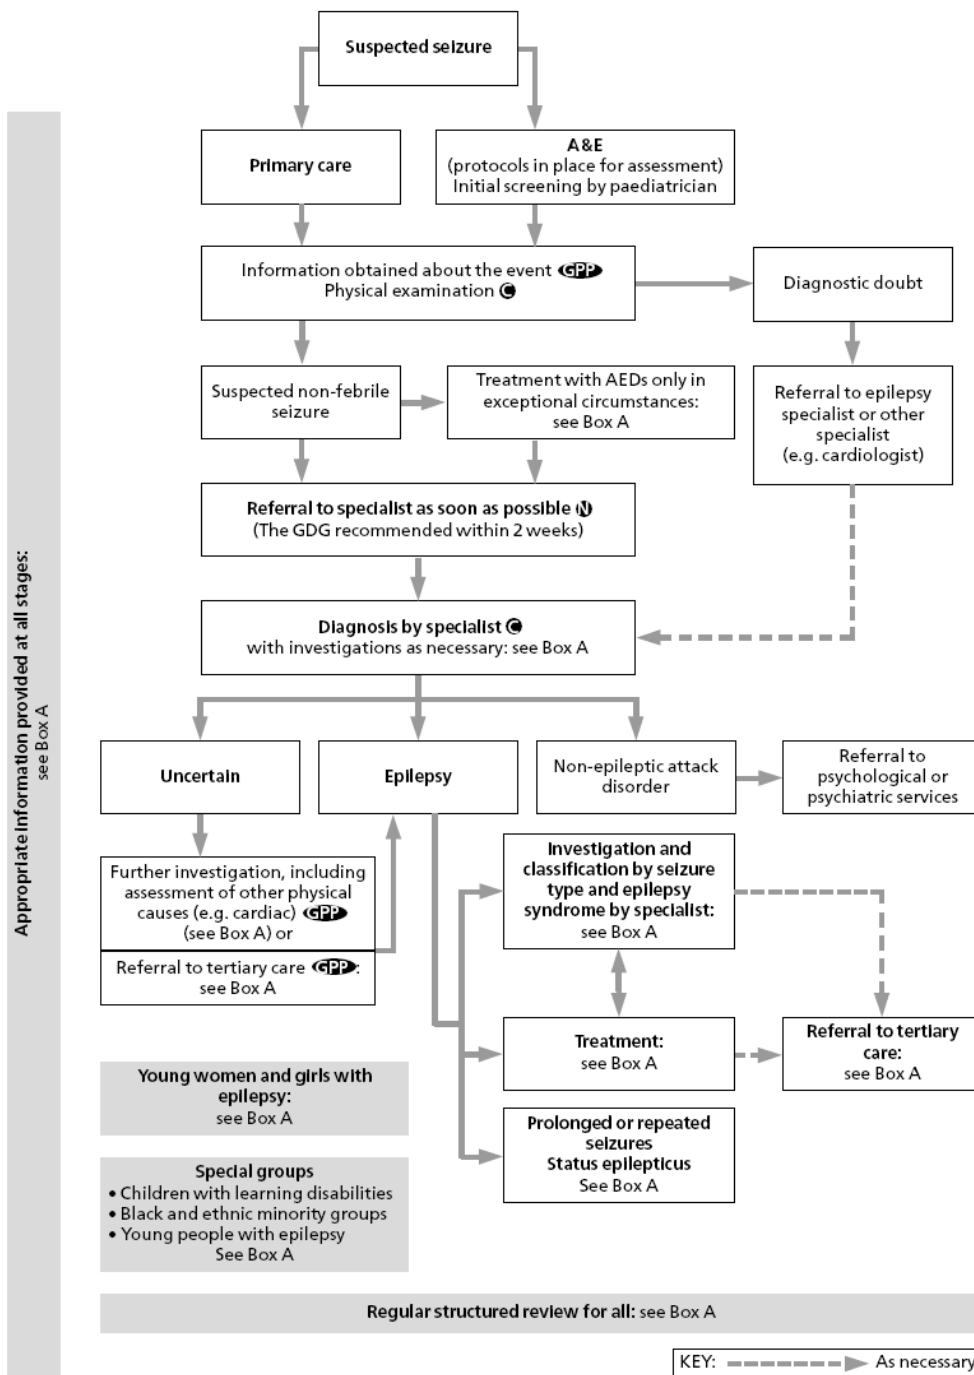 Suspected seizure
Primary care
A&E
(protocols in place for assessment)
Initial screening by paediatrician
Information obtained about the event GPP
Physical examination C
Diagnostic doubt
Suspected non-febrile
seizure
Treatment with AEDs only in
exceptional circumstances:
see Box A
Referral to epilepsy
specialist or other
specialist
(e.g. cardiologist)
Referral to specialist as soon as possible N
(The GDG recommended within 2 weeks)
Diagnosis by specialist C
with investigations as necessary: see Box A
Uncertain
Epilepsy
Non-epileptic attack
disorder
Referral to
psychological or
psychiatric services
Further investigation, including
assessment of other physical
causes (e.g. cardiac) GPP
(see Box A) or
Referral to tertiary care GPP:
see Box A
Investigation and
classification by seizure
type and epilepsy
syndrome by specialist:
see Box A
Treatment:
see Box A
Referral to tertiary
care:
see Box A
Prolonged or repeated
seizures
Status epilepticus
See Box A
Young women and girls with
epilepsy:
see Box A
Special groups
• Children with learning disabilities
• Black and ethnic minority groups
• Young people with epilepsy
See Box A
Appropriate information provided at all stages:
see Box A
Regular structured review for all: see Box A
KEY: As necessary